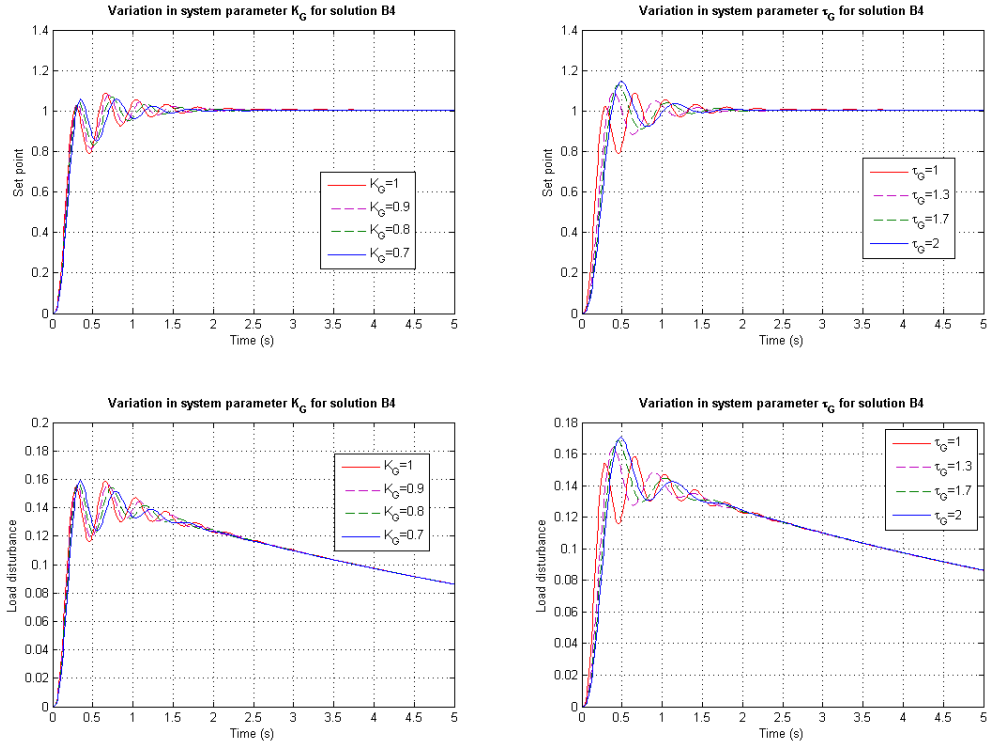 Variation in system parameter K_G for solution B4
1.4
1.2
1
0.8
0.6
0.4
0.2
0
Set point
K_G=1
K_G=0.9
K_G=0.8
K_G=0.7
0 0.5 1 1.5 2 2.5 3 3.5 4 4.5 5
Time (s)
Variation in system parameter τ_G for solution B4
1.4
1.2
1
0.8
0.6
0.4
0.2
0
Set point
τ_G=1
τ_G=1.3
τ_G=1.7
τ_G=2
0 0.5 1 1.5 2 2.5 3 3.5 4 4.5 5
Time (s)
Variation in system parameter K_G for solution B4
0.2
0.18
0.16
0.14
0.12
0.1
0.08
0.06
0.04
0.02
0
Load disturbance
K_G=1
K_G=0.9
K_G=0.8
K_G=0.7
0 0.5 1 1.5 2 2.5 3 3.5 4 4.5 5
Time (s)
Variation in system parameter τ_G for solution B4
0.18
0.16
0.14
0.12
0.1
0.08
0.06
0.04
0.02
0
Load disturbance
τ_G=1
τ_G=1.3
τ_G=1.7
τ_G=2
0 0.5 1 1.5 2 2.5 3 3.5 4 4.5 5
Time (s)